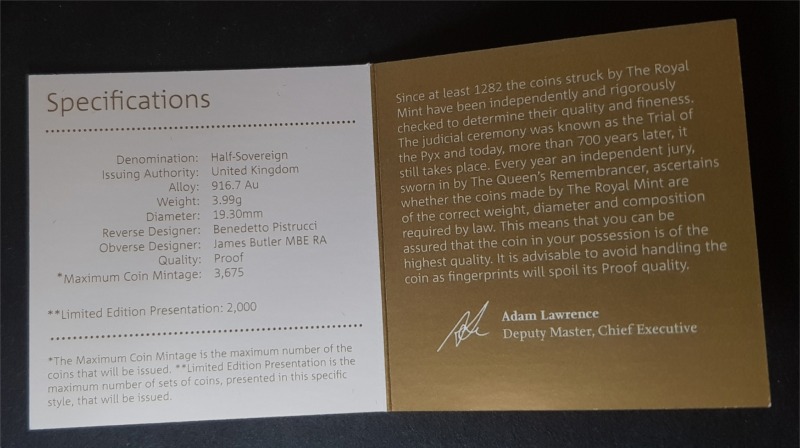 Specifications
Denomination: Half-Sovereign
Issuing Authority: United Kingdom
Alloy: 916.7 Au
Weight: 3.99g
Diameter: 19.30mm
Reverse Designer: Benedetto Pistrucci
Obverse Designer: James Butler MBE RA
Quality: Proof
*Maximum Coin Mintage: 3,675
**Limited Edition Presentation: 2,000
*The Maximum Coin Mintage is the maximum number of the
coins that will be issued. **Limited Edition Presentation is the
maximum number of sets of coins, presented in this specific
style, that will be issued.
Since at least 1282 the coins struck by The Royal
Mint have been independently and rigorously
checked to determine their quality and fineness.
The judicial ceremony was known as the Trial of
the Pyx and today, more than 700 years later, it
still takes place. Every year an independent jury,
sworn in by The Queen's Remembrancer, ascertains
whether the coins made by The Royal Mint are
of the correct weight, diameter and composition
required by law. This means that you can be
assured that the coin in your possession is of the
highest quality. It is advisable to avoid handling the
coin as fingerprints will spoil its Proof quality.
Adam Lawrence
Deputy Master, Chief Executive